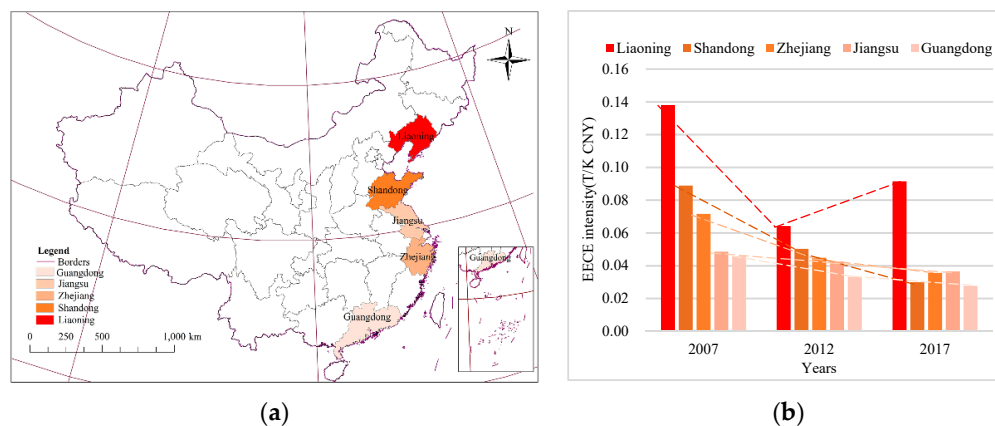 N
Liaoning
Shandong
Jiangsu
Zhejiang
Guangdong
Guangdong
Legend
Borders
Guangdong
Jiangsu
Zhejiang
Shandong
Liaoning
0 250 500 1,000 km
(a)
Liaoning Shandong Zhejiang Jiangsu Guangdong
EECE intensity(T/K CNY)
0.16
0.14
0.12
0.10
0.08
0.06
0.04
0.02
0.00
2007 2012 2017
Years
(b)